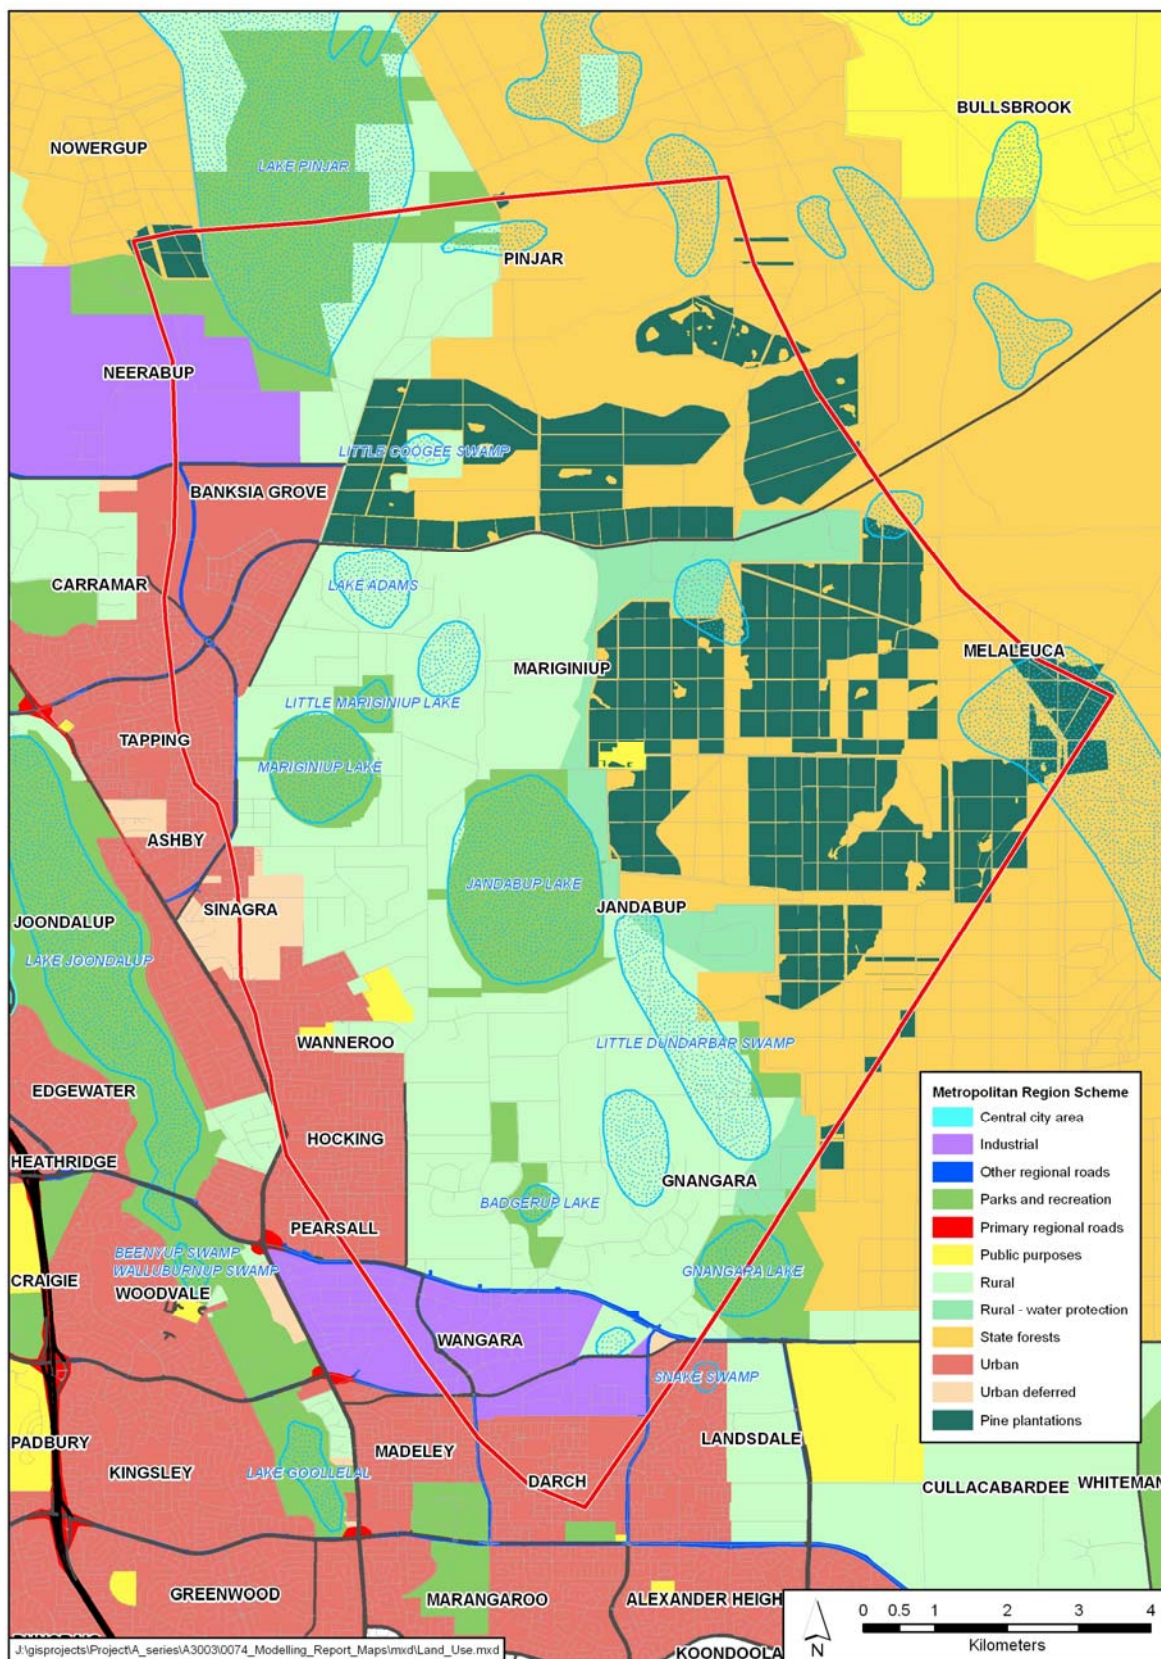 BULLSBROOK
NOWERGUP
LAKE PINJAR
PINJAR
NEERABUP
LITTLE COOGEE SWAMP
BANKSIA GROVE
CARRAMAR
LAKE ADAMS
MELALEUCA
MARIGINIUP
LITTLE MARIGINIUP LAKE
TAPPING
MARIGINIUP LAKE
ASHBY
JANDABUP LAKE
SINAGRA
JANDABUP
JOONDALUP
LAKE JOONDALUP
WANNEROO
LITTLE DUNDARBAR SWAMP
EDGEWATER
HOCKING
HEATHRIDGE
GNANGARA
BADGERUP LAKE
PEARSALL
BEENYUP SWAMP
WALLUBURNUP SWAMP
GNANGARA LAKE
CRAIGIE
WOODVALE
WANGARA
SNAKE SWAMP
PADBURY
MADELEY
LANDSDALE
KINGSLEY
LAKE GOOLLELAL
DARCH
CULLACABARDEE
WHITEMAN
GREENWOOD
MARANGAROO
ALEXANDER HEIGH
KOONDOOLA
Metropolitan Region Scheme
Central city area
Industrial
Other regional roads
Parks and recreation
Primary regional roads
Public purposes
Rural
Rural - water protection
State forests
Urban
Urban deferred
Pine plantations
N
0 0.5 1 2 3 4
Kilometers
J:\gisprojects\Project\A_series\A3003\0074_Modelling_Report_Maps\mxd\Land_Use.mxd